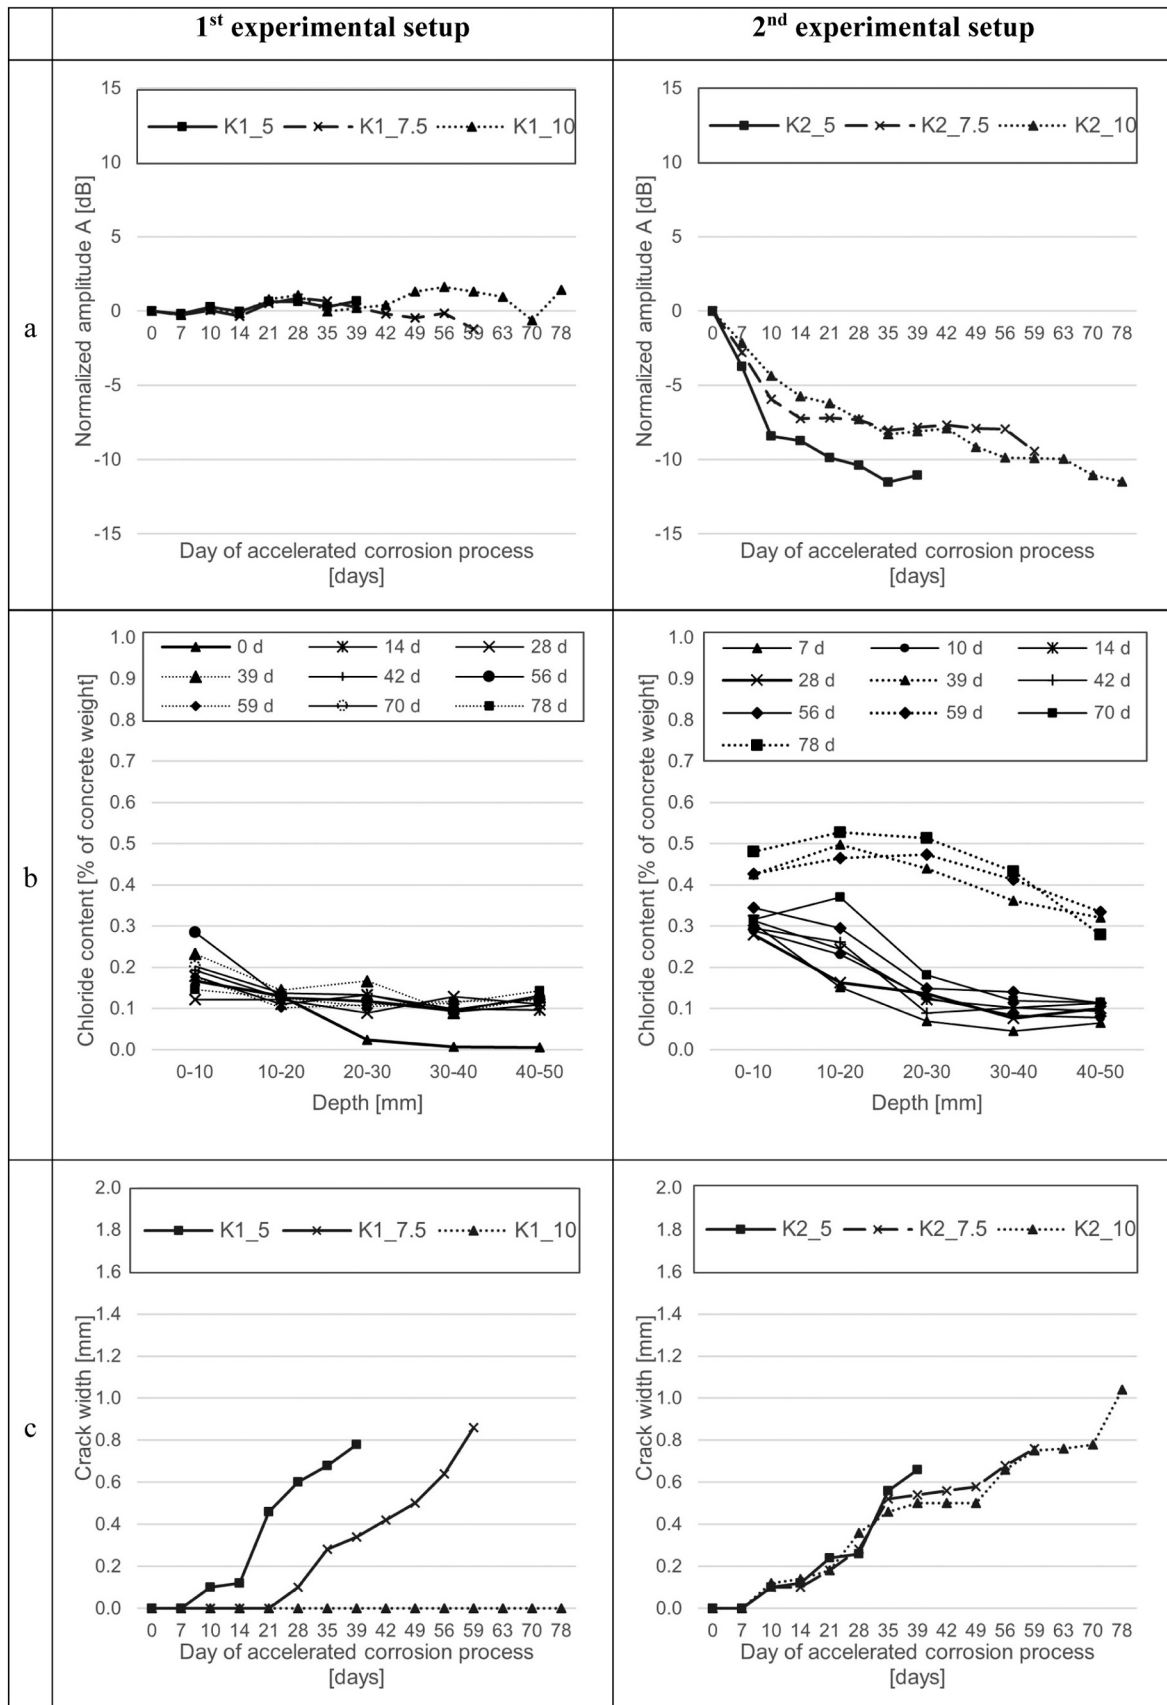 1st experimental setup
2nd experimental setup
a
Normalized amplitude A [dB]
15
10
5
0
-5
-10
-15
K1_5 K1_7.5 K1_10
0 7 10 14 21 28 35 39 42 49 56 59 63 70 78
Day of accelerated corrosion process
[days]
Normalized amplitude A [dB]
15
10
5
0
-5
-10
-15
K2_5 K2_7.5 K2_10
0 7 10 14 21 28 35 39 42 49 56 59 63 70 78
Day of accelerated corrosion process
[days]
b
Chloride content [% of concrete weight]
1.0
0.9
0.8
0.7
0.6
0.5
0.4
0.3
0.2
0.1
0.0
0 d 14 d 28 d
39 d 42 d 56 d
59 d 70 d 78 d
0-10 10-20 20-30 30-40 40-50
Depth [mm]
Chloride content [% of concrete weight]
1.0
0.9
0.8
0.7
0.6
0.5
0.4
0.3
0.2
0.1
0.0
7 d 10 d 14 d
28 d 39 d 42 d
56 d 59 d 70 d
78 d
0-10 10-20 20-30 30-40 40-50
Depth [mm]
c
Crack width [mm]
2.0
1.8
1.6
1.4
1.2
1.0
0.8
0.6
0.4
0.2
0.0
K1_5 K1_7.5 K1_10
0 7 10 14 21 28 35 39 42 49 56 59 63 70 78
Day of accelerated corrosion process
[days]
Crack width [mm]
2.0
1.8
1.6
1.4
1.2
1.0
0.8
0.6
0.4
0.2
0.0
K2_5 K2_7.5 K2_10
0 7 10 14 21 28 35 39 42 49 56 59 63 70 78
Day of accelerated corrosion process
[days]